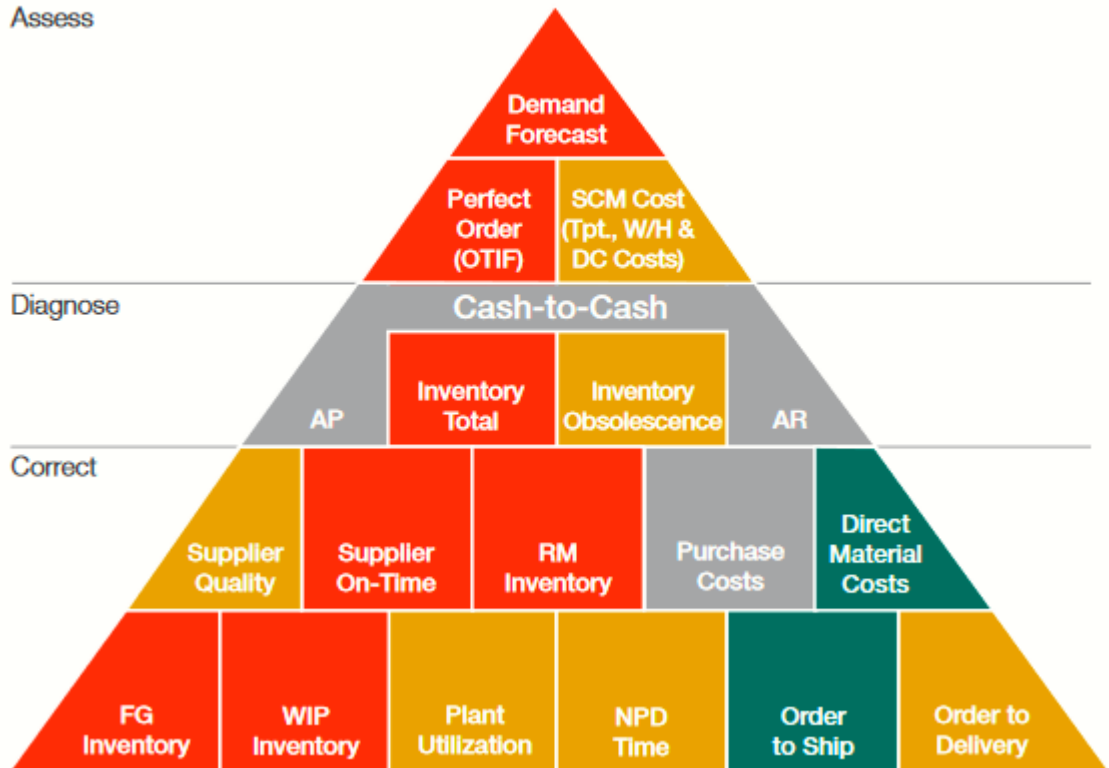 Assess
Demand
Forecast
Perfect
Order
(OTIF)
SCM Cost
(Tpt., W/H &
DC Costs)
Diagnose
Cash-to-Cash
AP
Inventory
Total
Inventory
Obsolescence
AR
Correct
Supplier
Quality
Supplier
On-Time
RM
Inventory
Purchase
Costs
Direct
Material
Costs
FG
Inventory
WIP
Inventory
Plant
Utilization
NPD
Time
Order
to Ship
Order to
Delivery